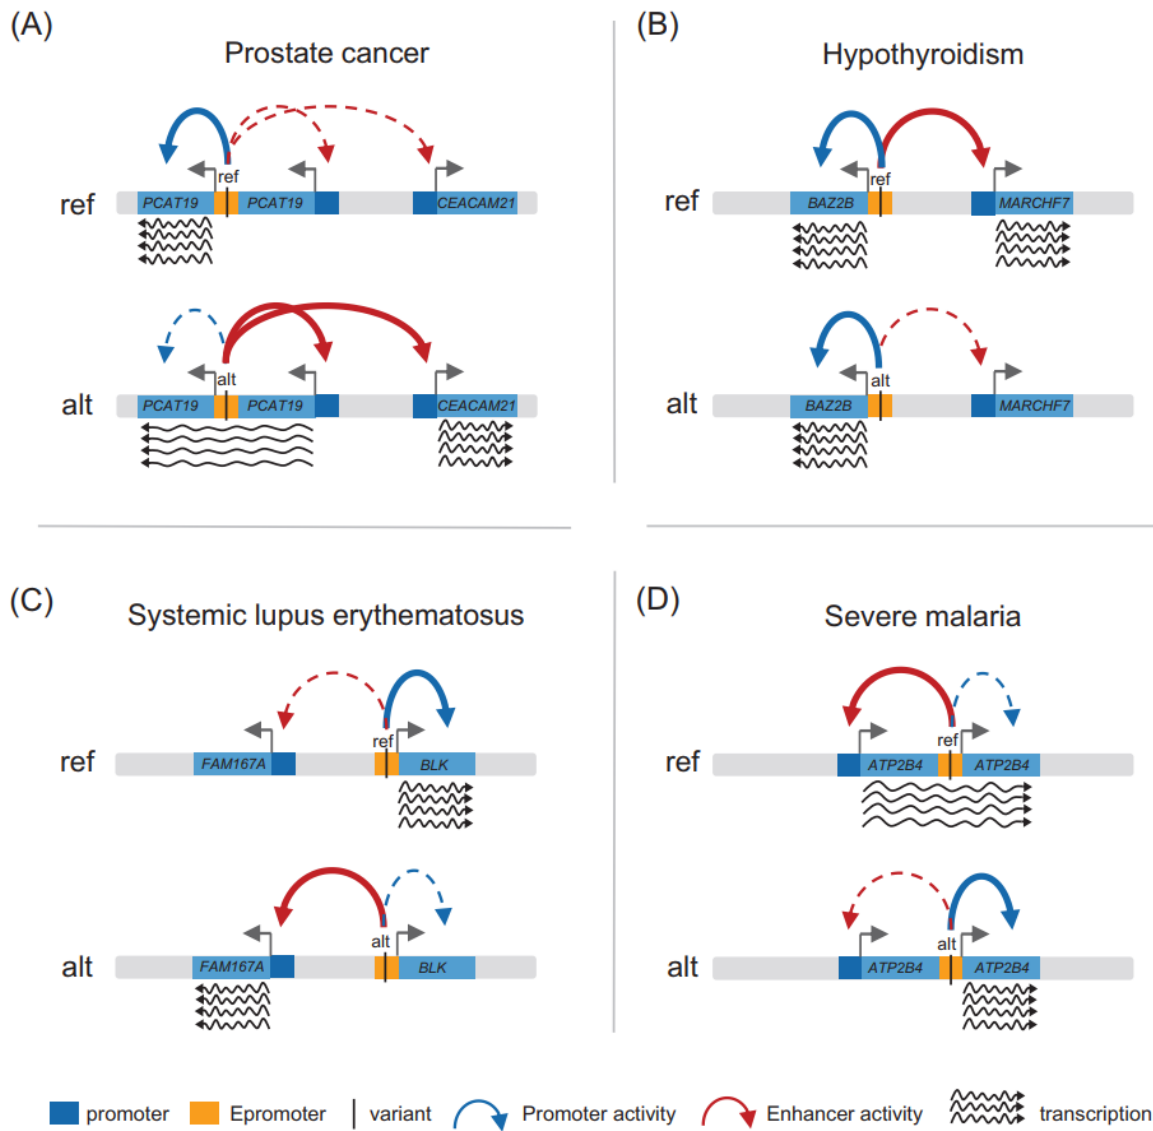 (A)
Prostate cancer
ref
ref
PCAT19 PCAT19 CEACAM21
alt
alt
PCAT19 PCAT19 CEACAM21
(B)
Hypothyroidism
ref
ref
BAZ2B MARCHF7
alt
alt
BAZ2B MARCHF7
(C)
Systemic lupus erythematosus
ref
ref
FAM167A BLK
alt
alt
FAM167A BLK
(D)
Severe malaria
ref
ref
ATP2B4 ATP2B4
alt
alt
ATP2B4 ATP2B4
promoter Epromoter variant Promoter activity Enhancer activity transcription